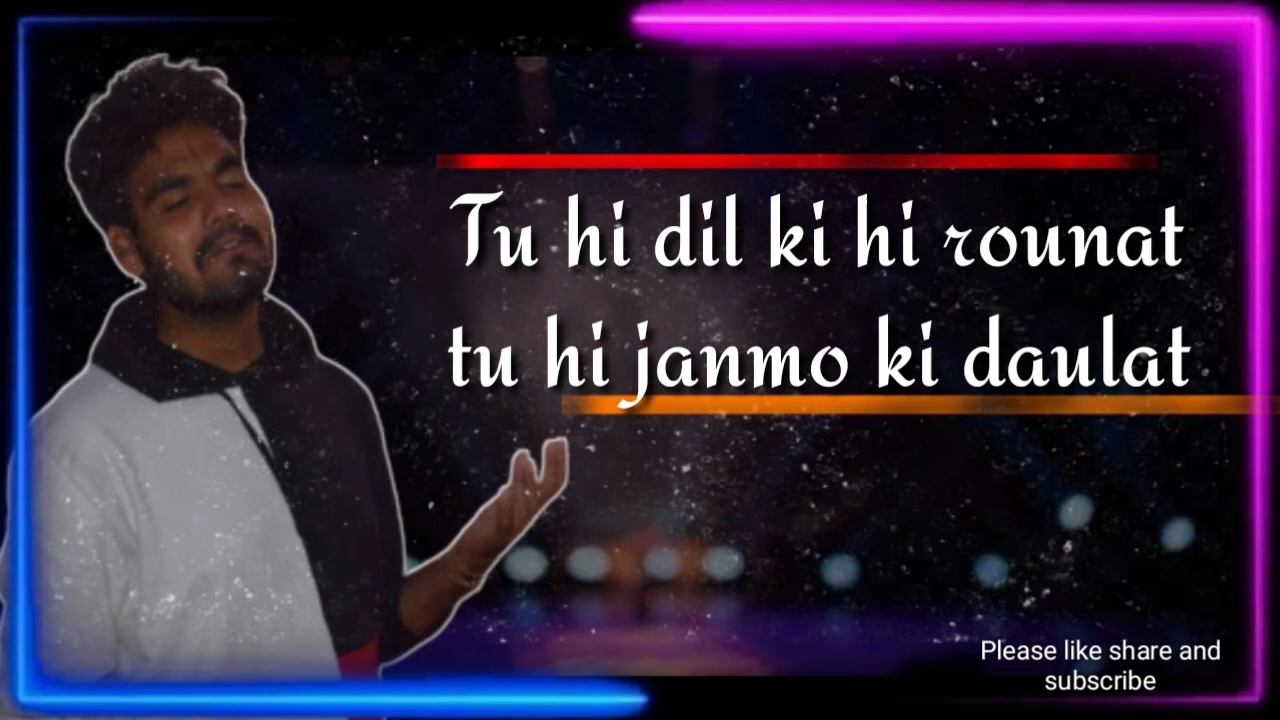 Tu hi dil ki hi rounat
tu hi janmo ki daulat
Please like share and
subscribe